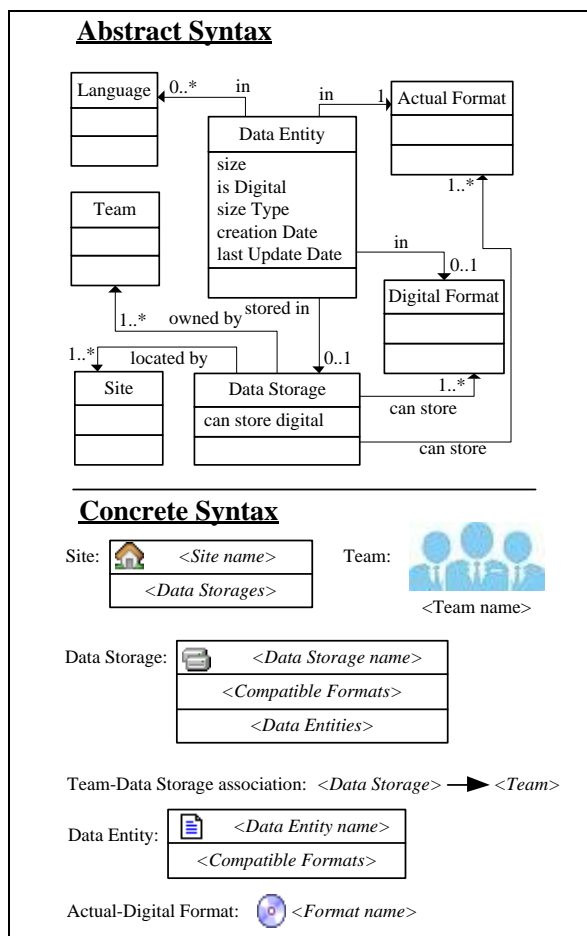 Abstract Syntax
Language
0..*
in
in
1
Actual Format
Data Entity
size
is Digital
size Type
creation Date
last Update Date
1..*
Team
in
0..1
Digital Format
stored in
1..*
owned by
1..*
located by
0..1
Site
Data Storage
can store digital
1..*
can store
can store
Concrete Syntax
Site:
<Site name>
<Data Storages>
Team:
<Team name>
Data Storage:
<Data Storage name>
<Compatible Formats>
<Data Entities>
Team-Data Storage association: <Data Storage> <Team>
Data Entity:
<Data Entity name>
<Compatible Formats>
Actual-Digital Format: <Format name>